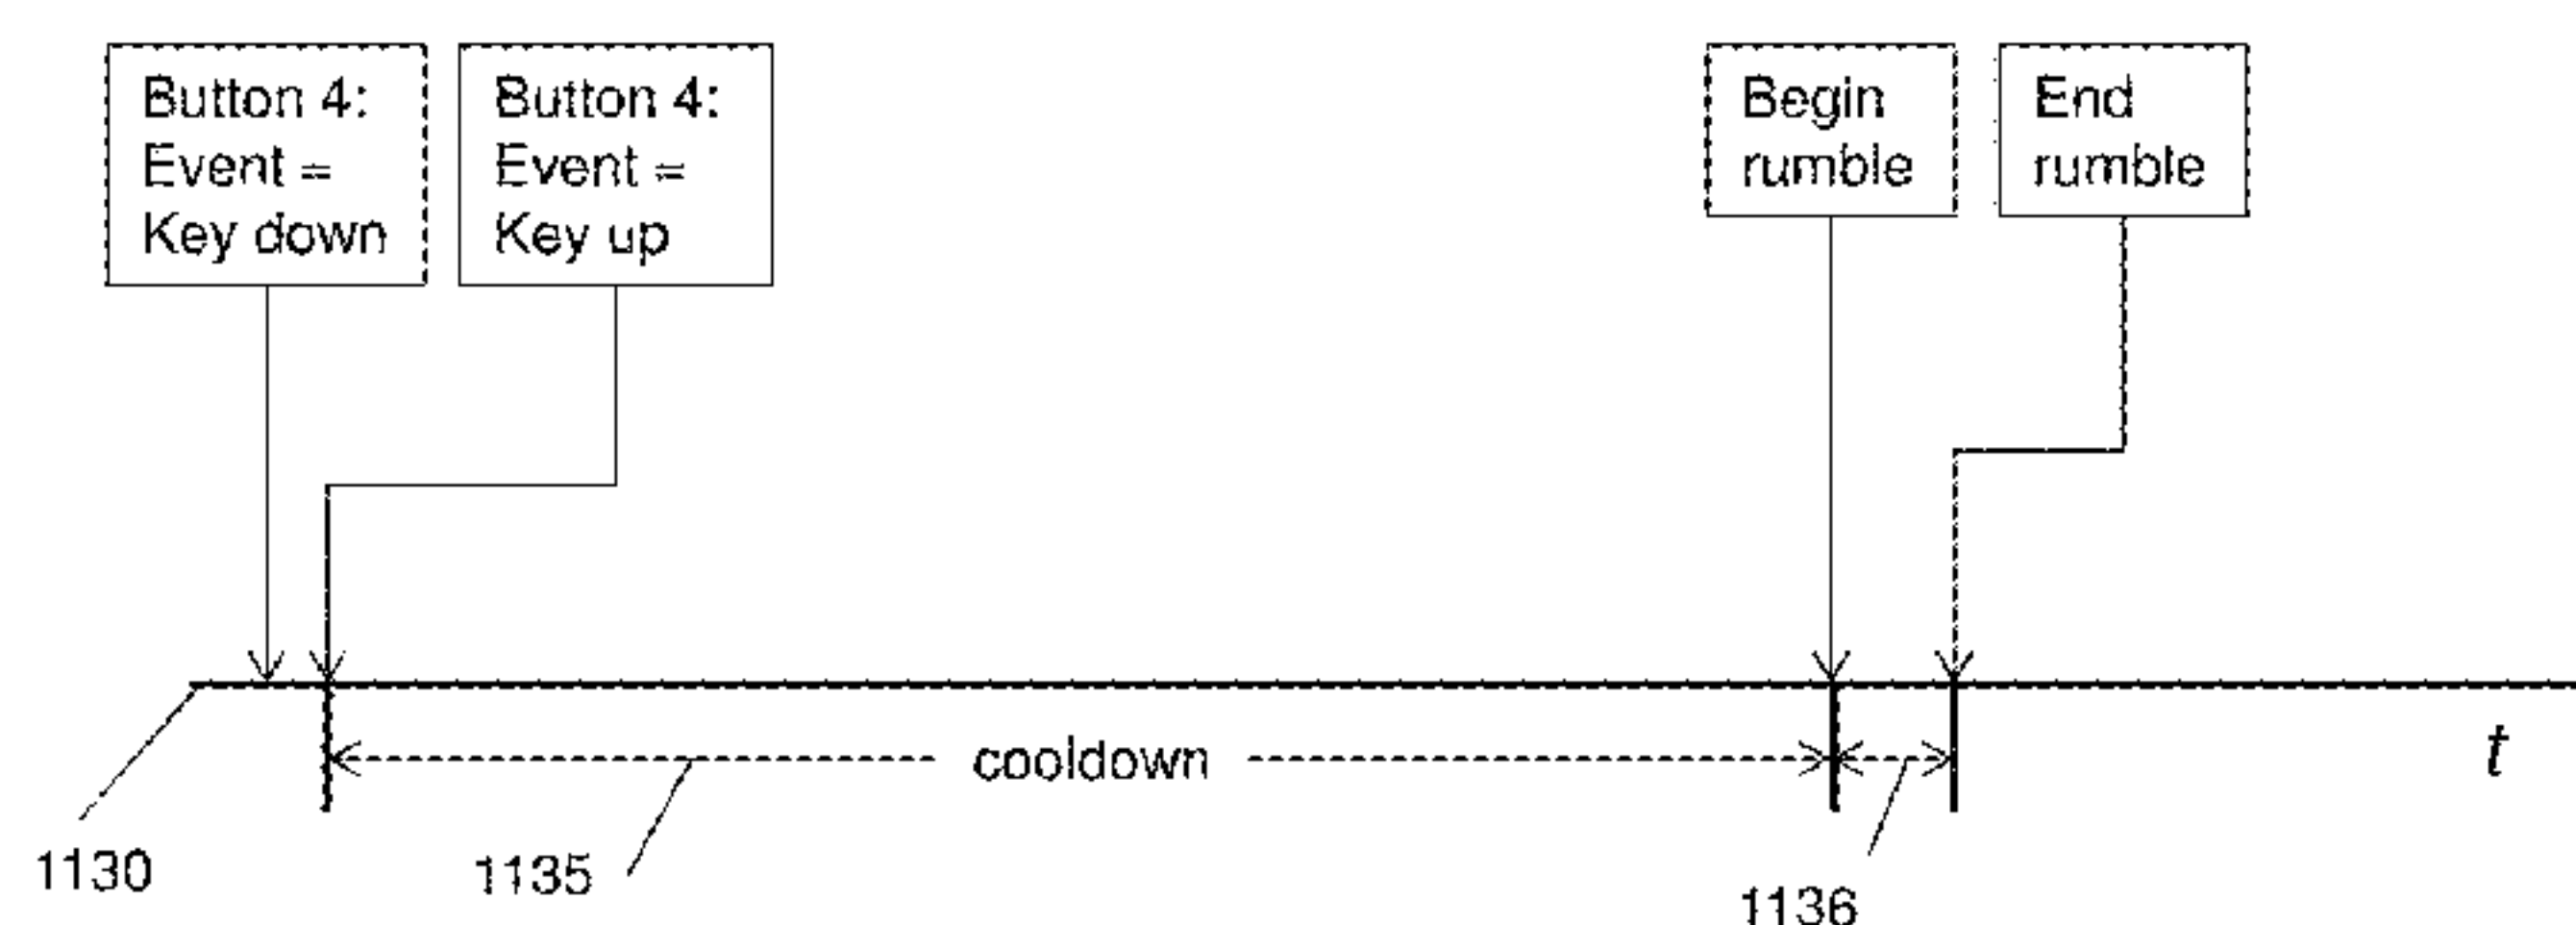 Button 4:
Event =
Key down
Button 4:
Event =
Key up
Begin
rumble
End
rumble
cooldown
t
1130
1135
1136